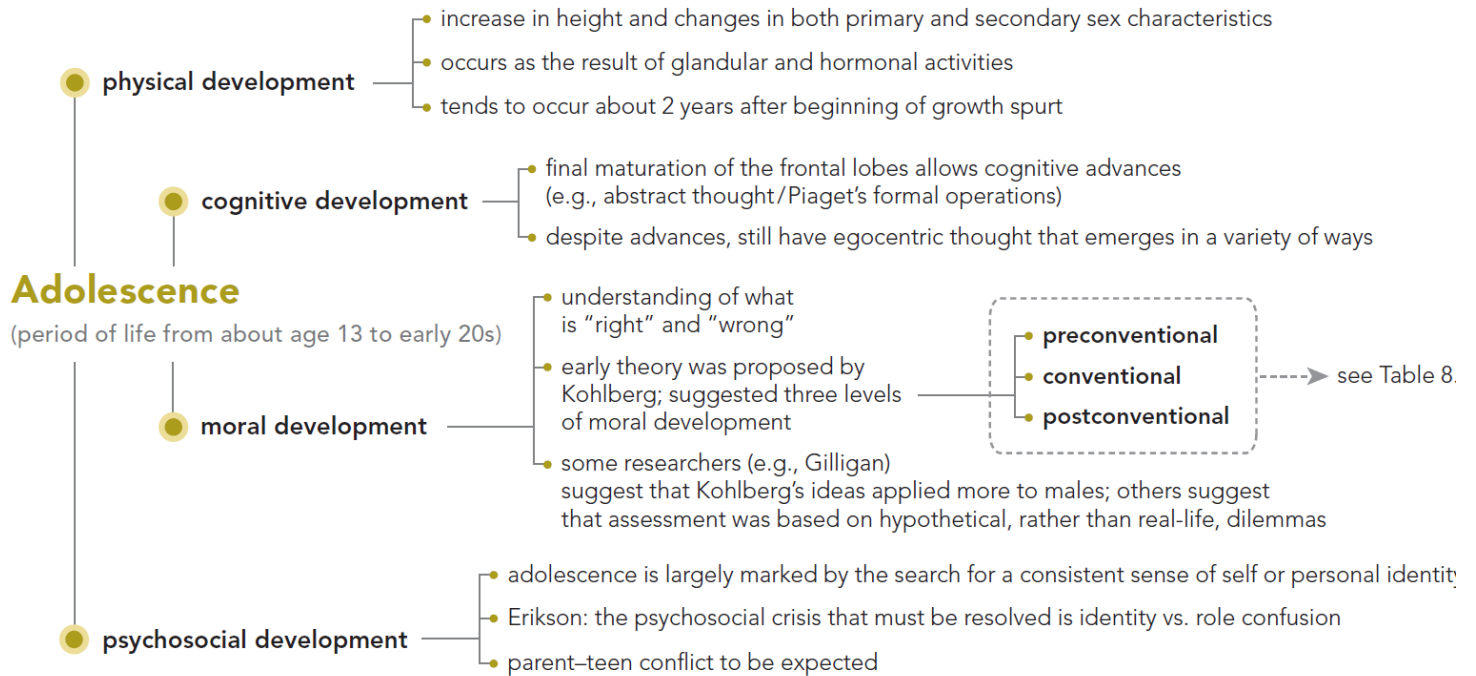 increase in height and changes in both primary and secondary sex characteristics
physical development
occurs as the result of glandular and hormonal activities
tends to occur about 2 years after beginning of growth spurt
final maturation of the frontal lobes allows cognitive advances
(e.g., abstract thought/Piaget's formal operations)
cognitive development
despite advances, still have egocentric thought that emerges in a variety of ways
Adolescence
(period of life from about age 13 to early 20s)
understanding of what
is "right" and "wrong"
early theory was proposed by
Kohlberg; suggested three levels
of moral development
preconventional
conventional
postconventional
see Table 8.
moral development
some researchers (e.g., Gilligan)
suggest that Kohlberg's ideas applied more to males; others suggest
that assessment was based on hypothetical, rather than real-life, dilemmas
adolescence is largely marked by the search for a consistent sense of self or personal identity
psychosocial development
Erikson: the psychosocial crisis that must be resolved is identity vs. role confusion
parent–teen conflict to be expected